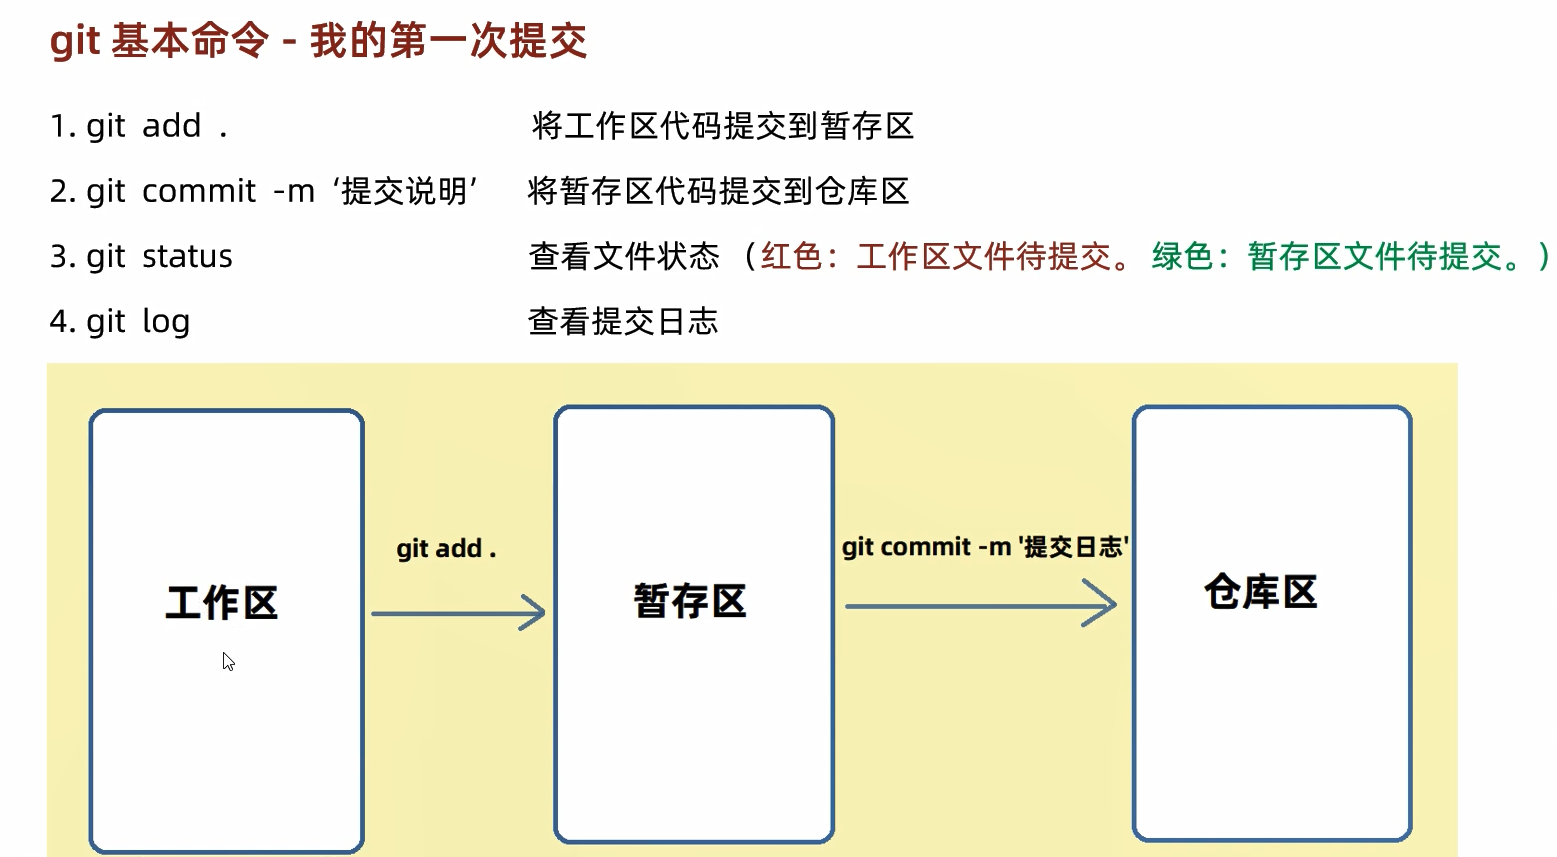 git 基本命令 - 我的第一次提交
1. git add . 将工作区代码提交到暂存区
2. git commit -m ‘提交说明’ 将暂存区代码提交到仓库区
3. git status 查看文件状态 （红色：工作区文件待提交。 绿色：暂存区文件待提交。）
4. git log 查看提交日志
git add .
git commit -m '提交日志'
工作区
暂存区
仓库区